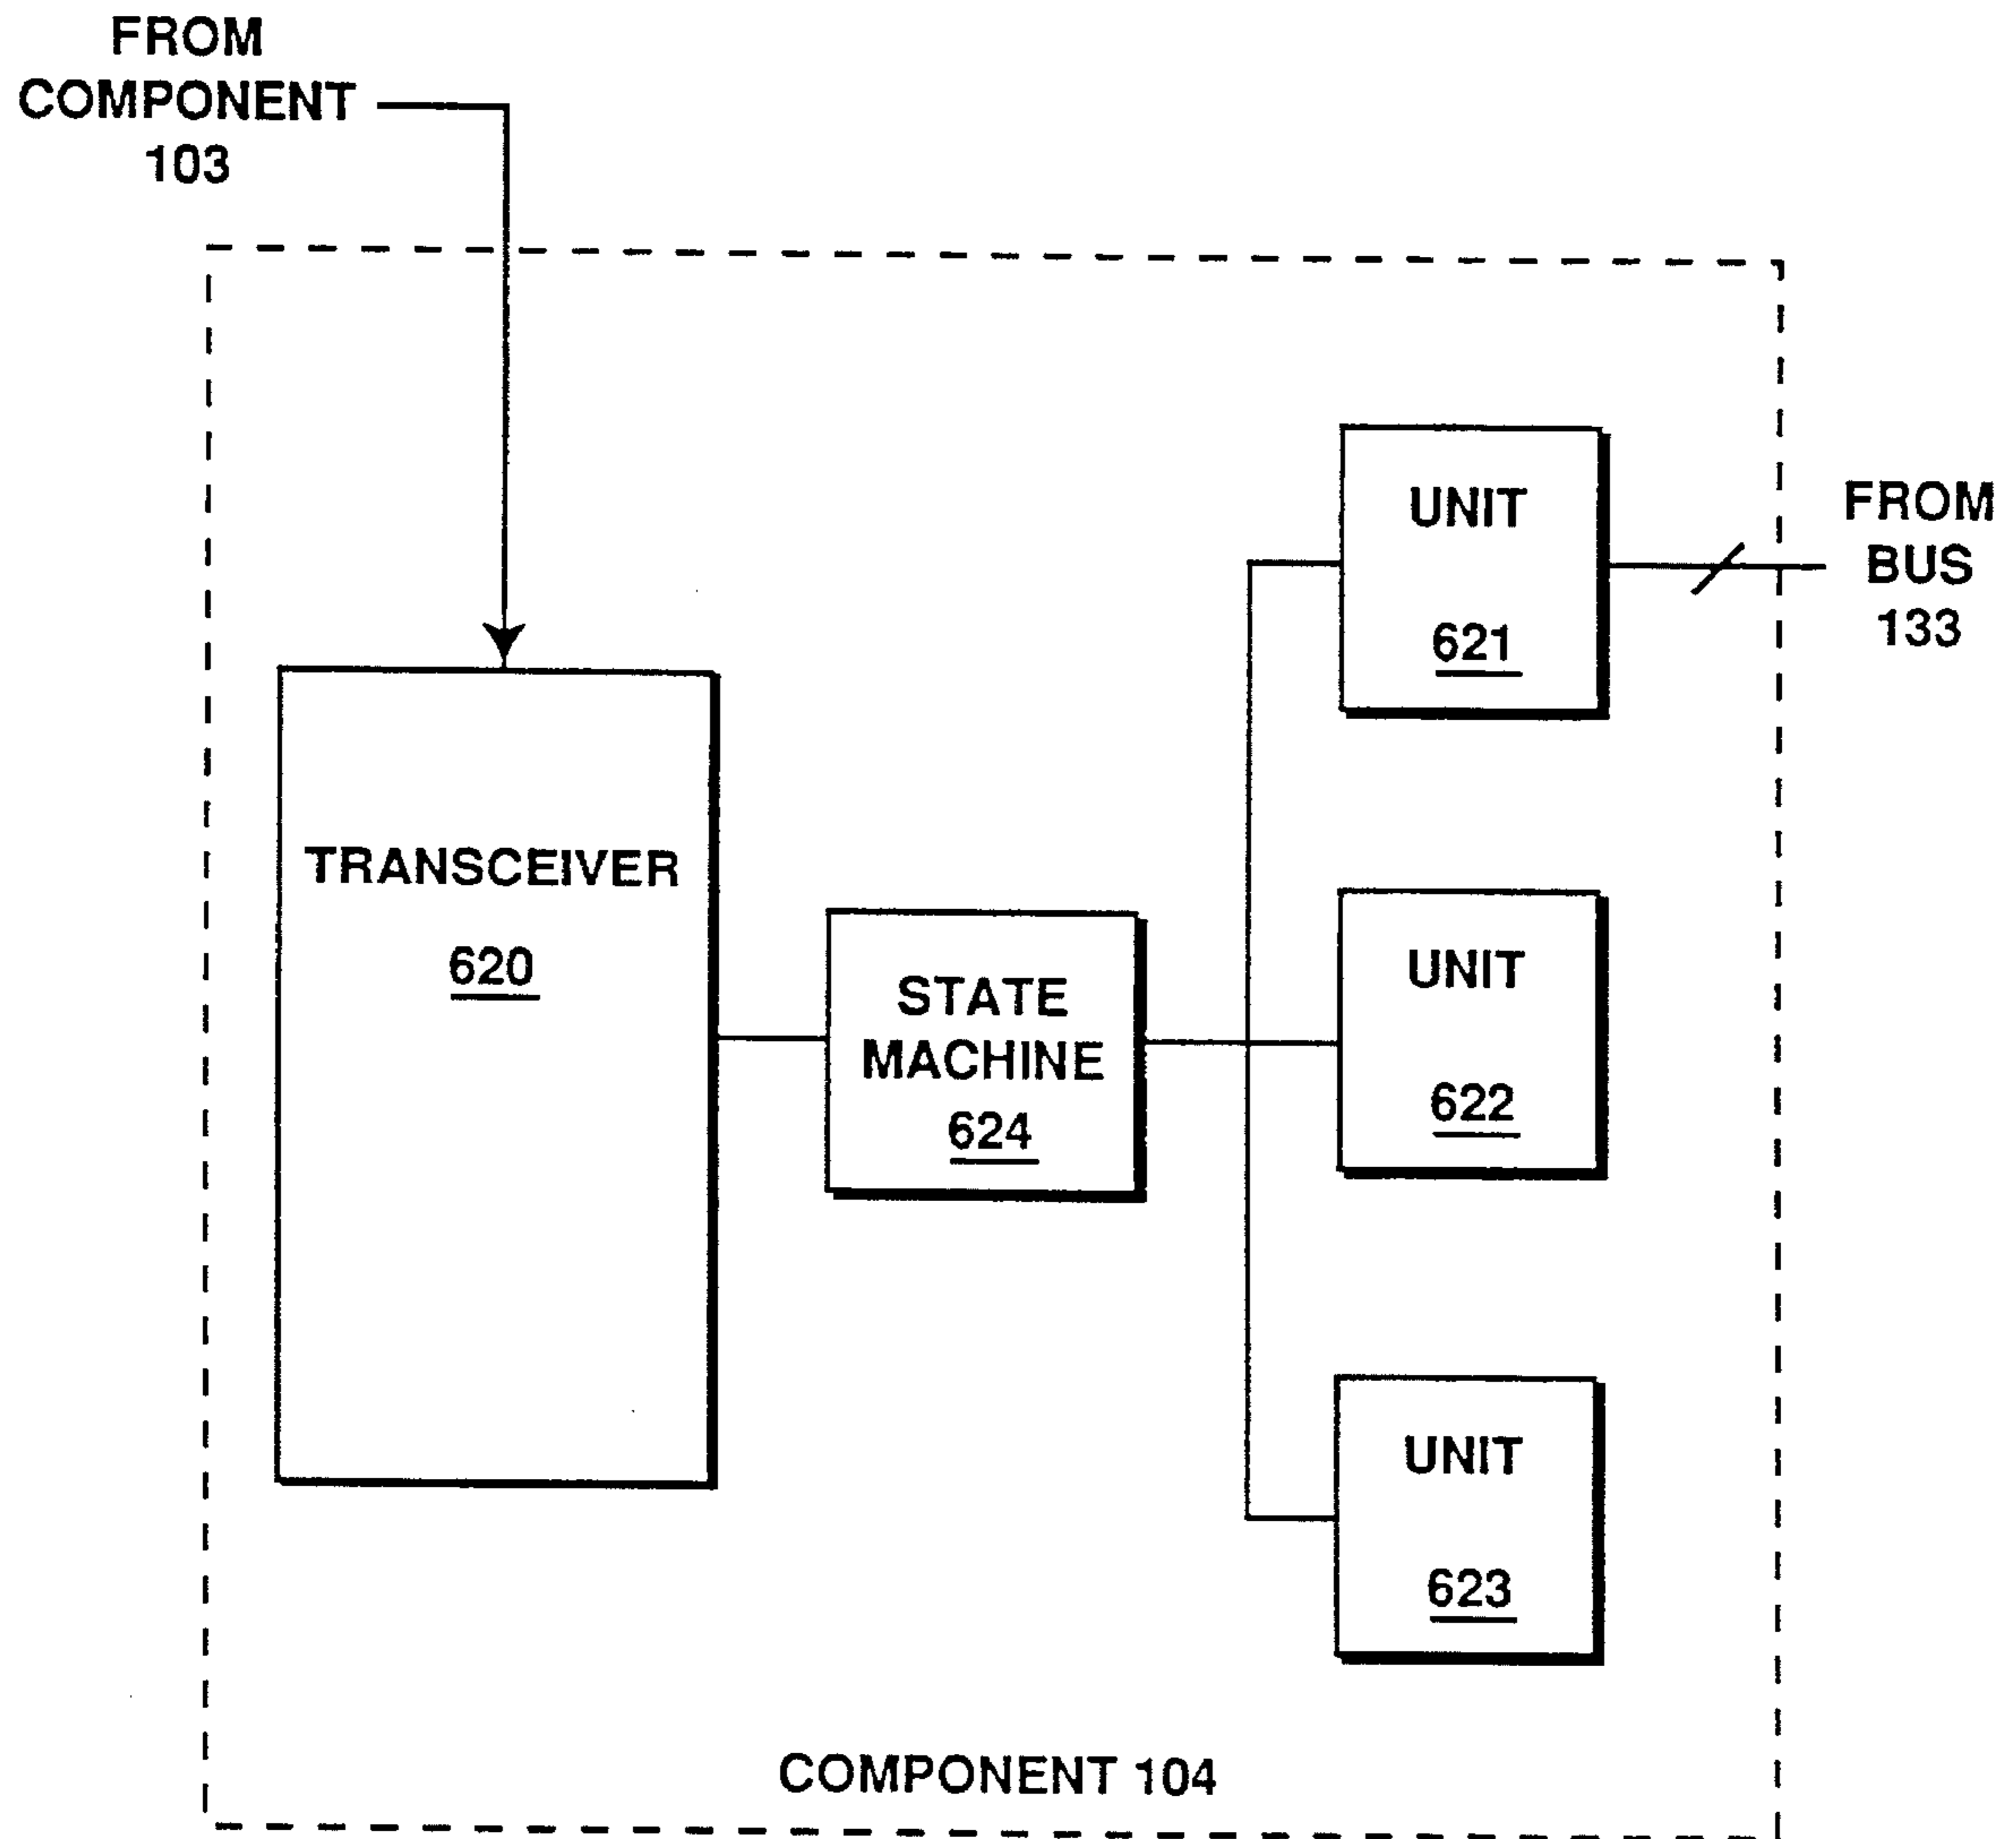 FROM
COMPONENT
103
UNIT
621
FROM
BUS
133
TRANSCEIVER
620
STATE
MACHINE
624
UNIT
622
UNIT
623
COMPONENT 104